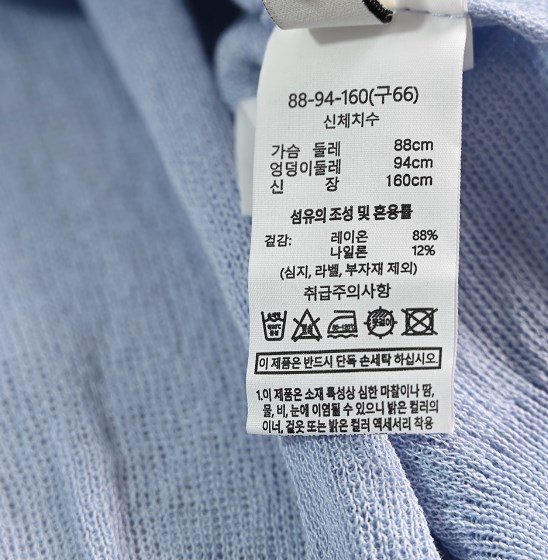 88-94-160(구66)
신체치수
가슴 둘레 88cm
엉덩이둘레 94cm
신 장 160cm
섬유의 조성 및 혼용률
겉감: 레이온 88%
나일론 12%
(심지, 라벨, 부자재 제외)
취급주의사항
이 제품은 반드시 단독 손세탁 하십시오.
1.이 제품은 소재 특성상 심한 마찰이나 땀,
물, 비, 눈에 이염될 수 있으니 밝은 컬러의
이너, 겉옷 또는 밝은 컬러 액세서리 착용